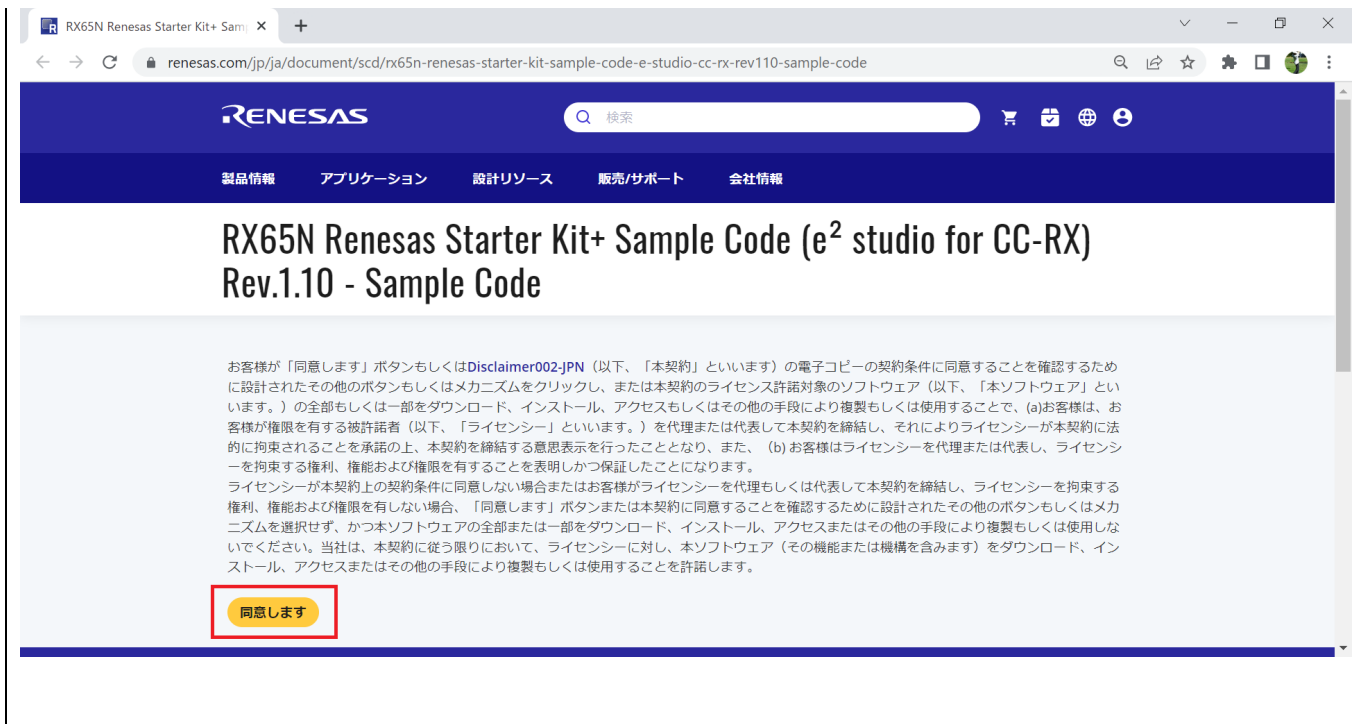 RX65N Renesas Starter Kit+ Sam
renesas.com/jp/ja/document/scd/rx65n-renesas-starter-kit-sample-code-e-studio-cc-rx-rev110-sample-code
RENESAS
検索
製品情報 アプリケーション 設計リソース 販売/サポート 会社情報
RX65N Renesas Starter Kit+ Sample Code (e² studio for CC-RX)
Rev.1.10 - Sample Code
お客様が「同意します」ボタンもしくはDisclaimer002-JPN（以下、「本契約」といいます）の電子コピーの契約条件に同意することを確認するため
に設計されたその他のボタンもしくはメカニズムをクリックし、または本契約のライセンス許諾対象のソフトウェア（以下、「本ソフトウェア」とい
います。）の全部もしくは一部をダウンロード、インストール、アクセスもしくはその他の手段により複製もしくは使用することで、(a)お客様は、お
客様が権限を有する被許諾者（以下、「ライセンシー」といいます。）を代理または代表して本契約を締結し、それによりライセンシーが本契約に法
的に拘束されることを承諾の上、本契約を締結する意思表示を行ったこととなり、また、（b) お客様はライセンシーを代理または代表し、ライセンシ
ーを拘束する権利、権能および権限を有することを表明しかつ保証したことになります。
ライセンシーが本契約上の契約条件に同意しない場合またはお客様がライセンシーを代理もしくは代表して本契約を締結し、ライセンシーを拘束する
権利、権能および権限を有しない場合、「同意します」ボタンまたは本契約に同意することを確認するために設計されたその他のボタンもしくはメカ
ニズムを選択せず、かつ本ソフトウェアの全部または一部をダウンロード、インストール、アクセスまたはその他の手段により複製もしくは使用しな
いでください。当社は、本契約に従う限りにおいて、ライセンシーに対し、本ソフトウェア（その機能または機構を含みます）をダウンロード、イン
ストール、アクセスまたはその他の手段により複製もしくは使用することを許諾します。
同意します